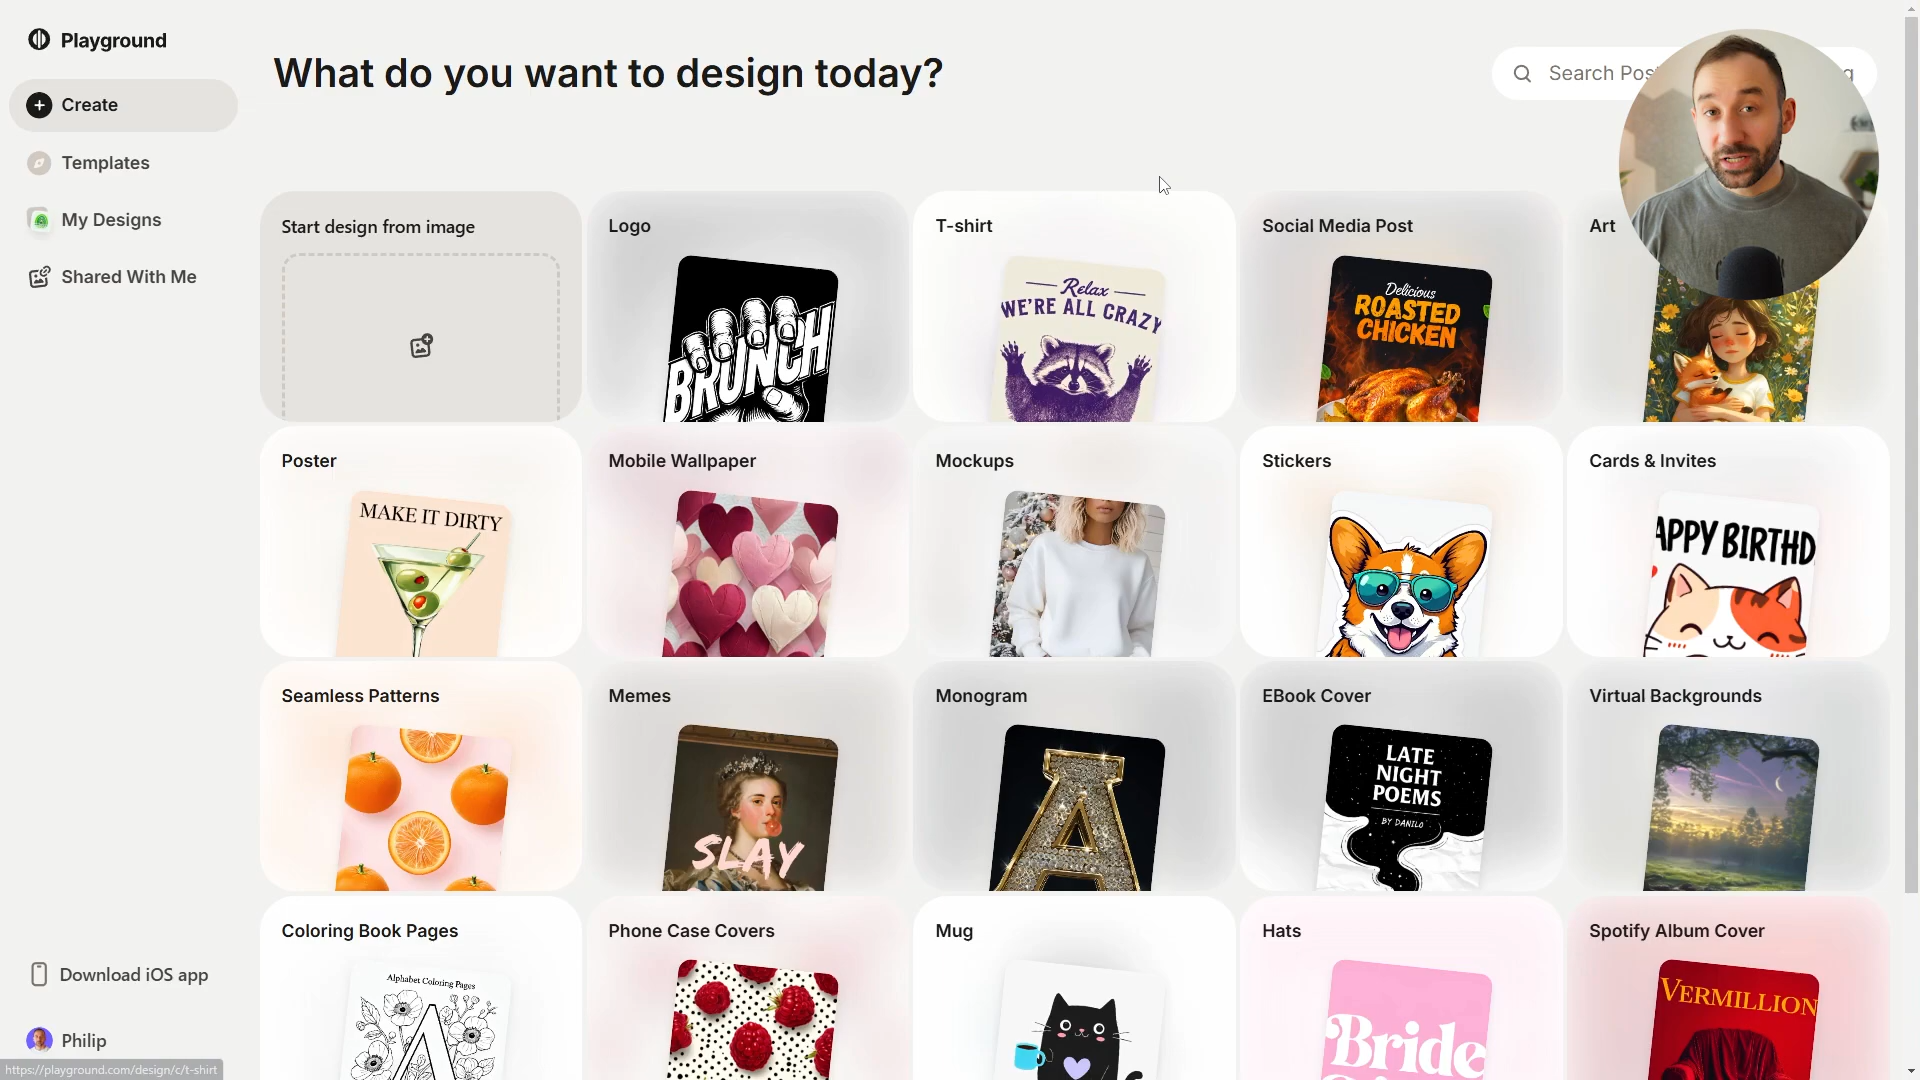 Playground
What do you want to design today?
Search Pos
g
Create
Templates
My Designs
Shared With Me
Start design from image
Logo
T-shirt
Social Media Post
Art
BRUNCH
Relax
WE'RE ALL CRAZY
Delicious
ROASTED
CHICKEN
Poster
Mobile Wallpaper
Mockups
Stickers
Cards & Invites
MAKE IT DIRTY
APPY BIRTHD
Seamless Patterns
Memes
Monogram
EBook Cover
Virtual Backgrounds
SLAY
A
LATE
NIGHT
POEMS
BY DANILO
Coloring Book Pages
Phone Case Covers
Mug
Hats
Spotify Album Cover
Alphabet Coloring Pages
A
Bride
VERMILLION
Download iOS app
Philip
https://playground.com/design/c/t-shirt